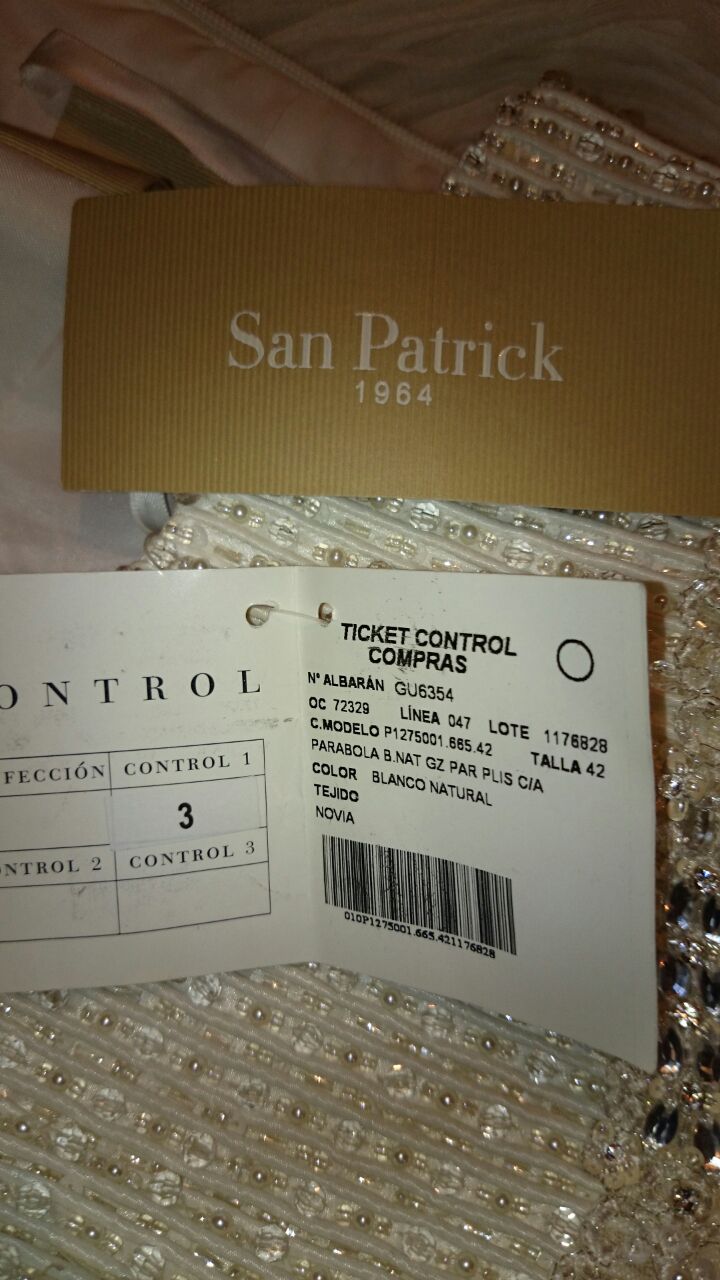 San Patrick
1964
ONTROL
FECCIÓN CONTROL 1
3
NTROL 2 CONTROL 3
TICKET CONTROL
COMPRAS
Nº ALBARÁN GU6354
OC 72329 LÍNEA 047 LOTE 1176828
C.MODELO P1275001.665.42 TALLA 42
PARABOLA B.NAT GZ PAR PLIS C/A
COLOR BLANCO NATURAL
TEJIDO
NOVIA
010P1275001.665.421176828